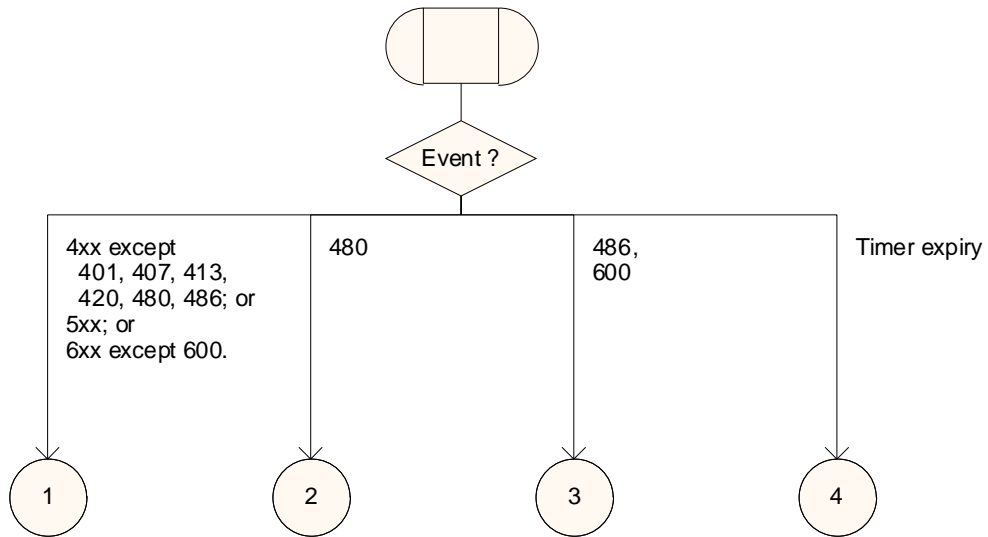 Event ?
4xx except
401, 407, 413,
420, 480, 486; or
5xx; or
6xx except 600.
480
486,
600
Timer expiry
1
2
3
4